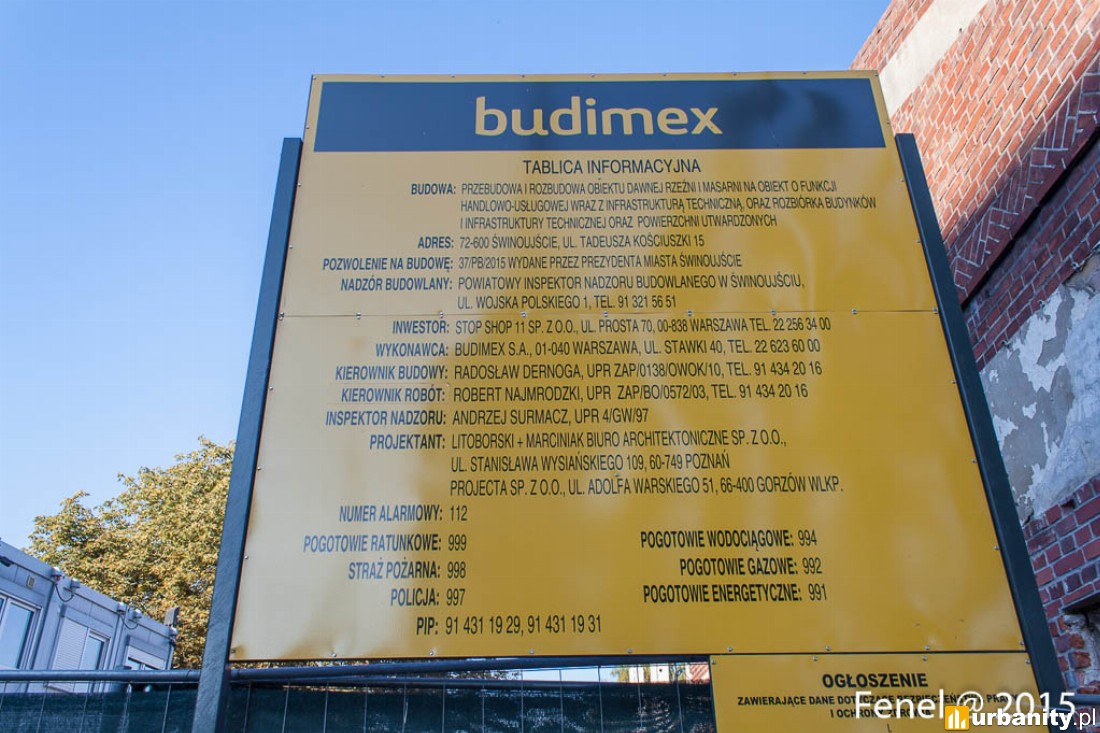 budimex
TABLICA INFORMACYJNA
BUDOWA: PRZEBUDOWA I ROZBUDOWA OBIEKTU DAWNEJ RZEŹNI I MASARNI NA OBIEKT O FUNKCJI
HANDLOWO-USŁUGOWEJ WRAZ Z INFRASTRUKTURĄ TECHNICZNĄ, ORAZ ROZBIÓRKA BUDYNKÓW
I INFRASTRUKTURY TECHNICZNEJ ORAZ POWIERZCHNI UTWARDZONYCH
ADRES: 72-600 ŚWINOUJŚCIE, UL. TADEUSZA KOŚCIUSZKI 15
POZWOLENIE NA BUDOWĘ: 37/PB/2015 WYDANE PRZEZ PREZYDENTA MIASTA ŚWINOUJŚCIE
NADZÓR BUDOWLANY: POWIATOWY INSPEKTOR NADZORU BUDOWLANEGO W ŚWINOUJŚCIU,
UL. WOJSKA POLSKIEGO 1, TEL. 91 321 56 51
INWESTOR: STOP SHOP 11 SP. Z O.O., UL. PROSTA 70, 00-838 WARSZAWA TEL. 22 256 34 00
WYKONAWCA: BUDIMEX S.A., 01-040 WARSZAWA, UL. STAWKI 40, TEL. 22 623 60 00
KIEROWNIK BUDOWY: RADOSŁAW DERNOGA, UPR ZAP/0138/OWOK/10, TEL. 91 434 20 16
KIEROWNIK ROBÓT: ROBERT NAJMRODZKI, UPR ZAP/BO/0572/03, TEL. 91 434 20 16
INSPEKTOR NADZORU: ANDRZEJ SURMACZ, UPR 4/GW/97
PROJEKTANT: LITOBORSKI + MARCINIAK BIURO ARCHITEKTONICZNE SP. Z O.O.,
UL. STANISŁAWA WYSIAŃSKIEGO 109, 60-749 POZNAŃ
PROJECTA SP. Z O.O., UL. ADOLFA WARSKIEGO 51, 66-400 GORZÓW WLKP.
NUMER ALARMOWY: 112
POGOTOWIE RATUNKOWE: 999 POGOTOWIE WODOCIĄGOWE: 994
STRAŻ POŻARNA: 998 POGOTOWIE GAZOWE: 992
POLICJA: 997 POGOTOWIE ENERGETYCZNE: 991
PIP: 91 431 19 29, 91 431 19 31
OGŁOSZENIE
ZAWIERAJĄCE DANE DOTYCZĄCE BEZPIECZEŃSTWA PRACY
I OCHRONY ZDROWIA
Fenel @ 2015
urbanity.pl